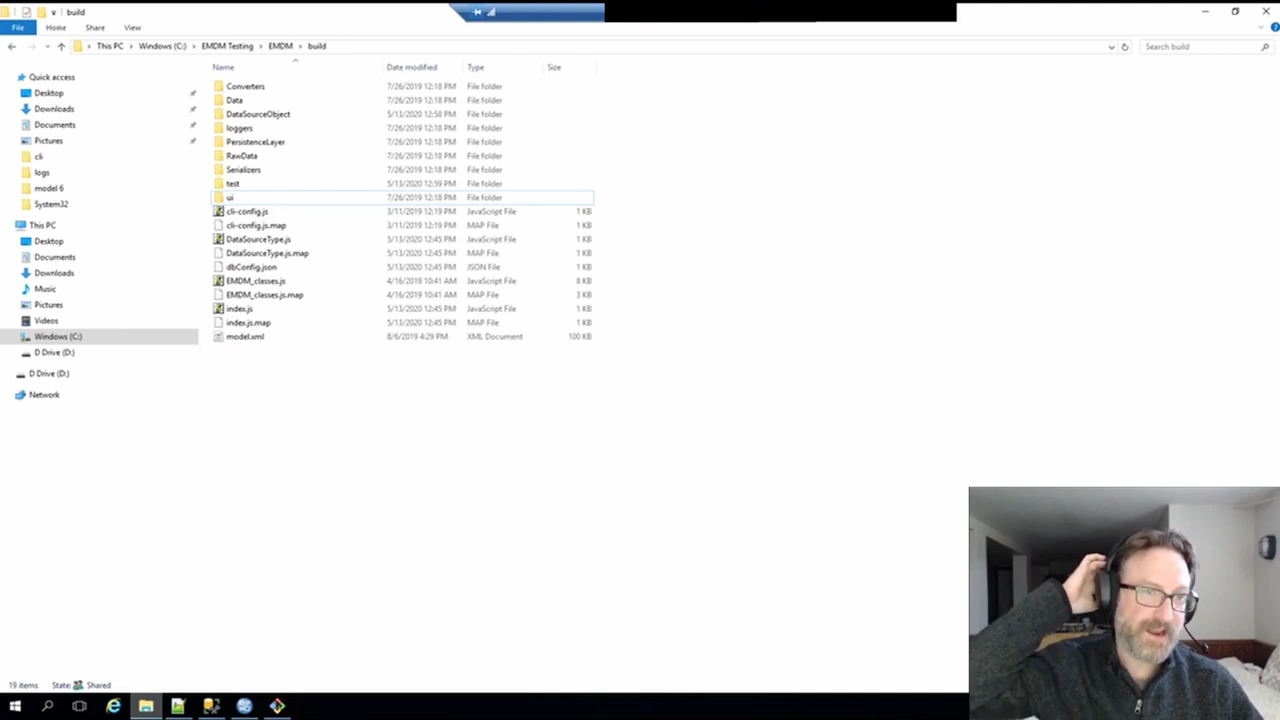 build
File Home Share View
This PC Windows (C:) EMDM Testing EMDM build
Search build
Name Date modified Type Size
Quick access
Desktop
Downloads
Documents
Pictures
cli
logs
model 6
System32
This PC
Desktop
Documents
Downloads
Music
Pictures
Videos
Windows (C:)
D Drive (D:)
D Drive (D:)
Network
Converters 7/26/2019 12:18 PM File folder
Data 7/26/2019 12:18 PM File folder
DataSourceObject 5/13/2020 12:58 PM File folder
loggers 7/26/2019 12:18 PM File folder
PersistenceLayer 7/26/2019 12:18 PM File folder
RawData 7/26/2019 12:18 PM File folder
Serializers 7/26/2019 12:18 PM File folder
test 5/13/2020 12:59 PM File folder
ui 7/26/2019 12:18 PM File folder
cli-config.js 3/11/2019 12:19 PM JavaScript File 1 KB
cli-config.js.map 3/11/2019 12:19 PM MAP File 1 KB
DataSourceType.js 5/13/2020 12:45 PM JavaScript File 1 KB
DataSourceType.js.map 5/13/2020 12:45 PM MAP File 1 KB
dbConfig.json 5/13/2020 12:45 PM JSON File 1 KB
EMDM_classes.js 4/16/2019 10:41 AM JavaScript File 8 KB
EMDM_classes.js.map 4/16/2019 10:41 AM MAP File 3 KB
index.js 5/13/2020 12:45 PM JavaScript File 1 KB
index.js.map 5/13/2020 12:45 PM MAP File 1 KB
model.xml 8/6/2019 4:29 PM XML Document 100 KB
19 items State: Shared